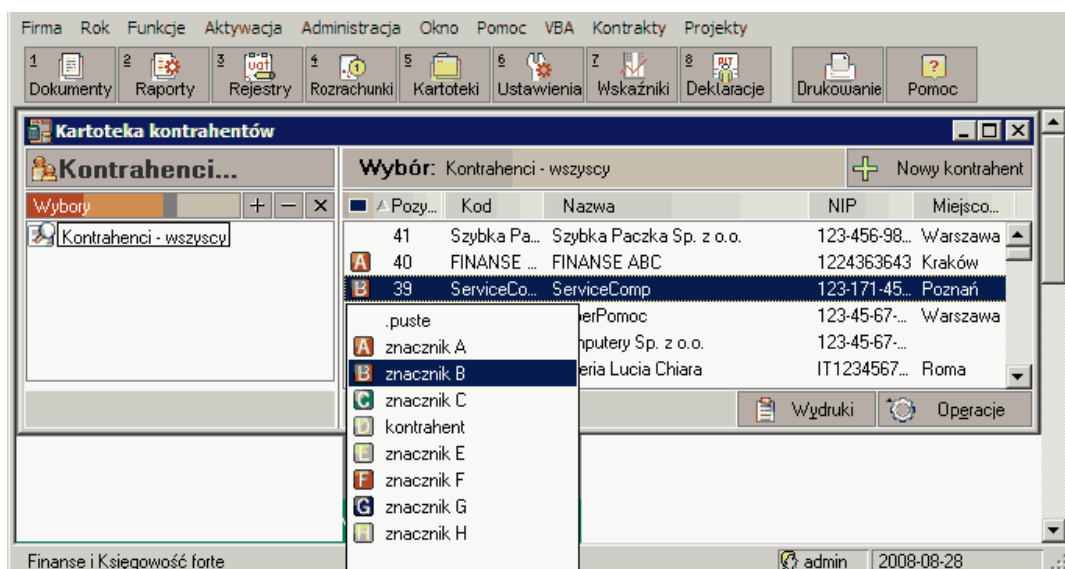 Firma Rok Funkcje Aktywacja Administracja Okno Pomoc VBA Kontrakty Projekty
1 2 3 4 5 6 7 8
Dokumenty Raporty Rejestry Rozrachunki Kartoteki Ustawienia Wskaźniki Deklaracje Drukowanie Pomoc
Kartoteka kontrahentów
Kontrahenci... Wybór: Kontrahenci - wszyscy Nowy kontrahent
Wybory Pozy... Kod Nazwa NIP Miejsco...
Kontrahenci - wszyscy 41 Szybka Pa... Szybka Paczka Sp. z o.o. 123-456-98... Warszawa
A 40 FINANSE ... FINANSE ABC 1224363643 Kraków
B 39 ServiceCo... ServiceComp 123-171-45... Poznań
.puste erPomoc 123-45-67-... Warszawa
A znacznik A nputery Sp. z o.o. 123-45-67-...
B znacznik B eria Lucia Chiara IT1234567... Roma
C znacznik C Wydruki Operacje
D kontrahent
E znacznik E
F znacznik F
G znacznik G
H znacznik H
Finanse i Księgowość forte admin 2008-08-28